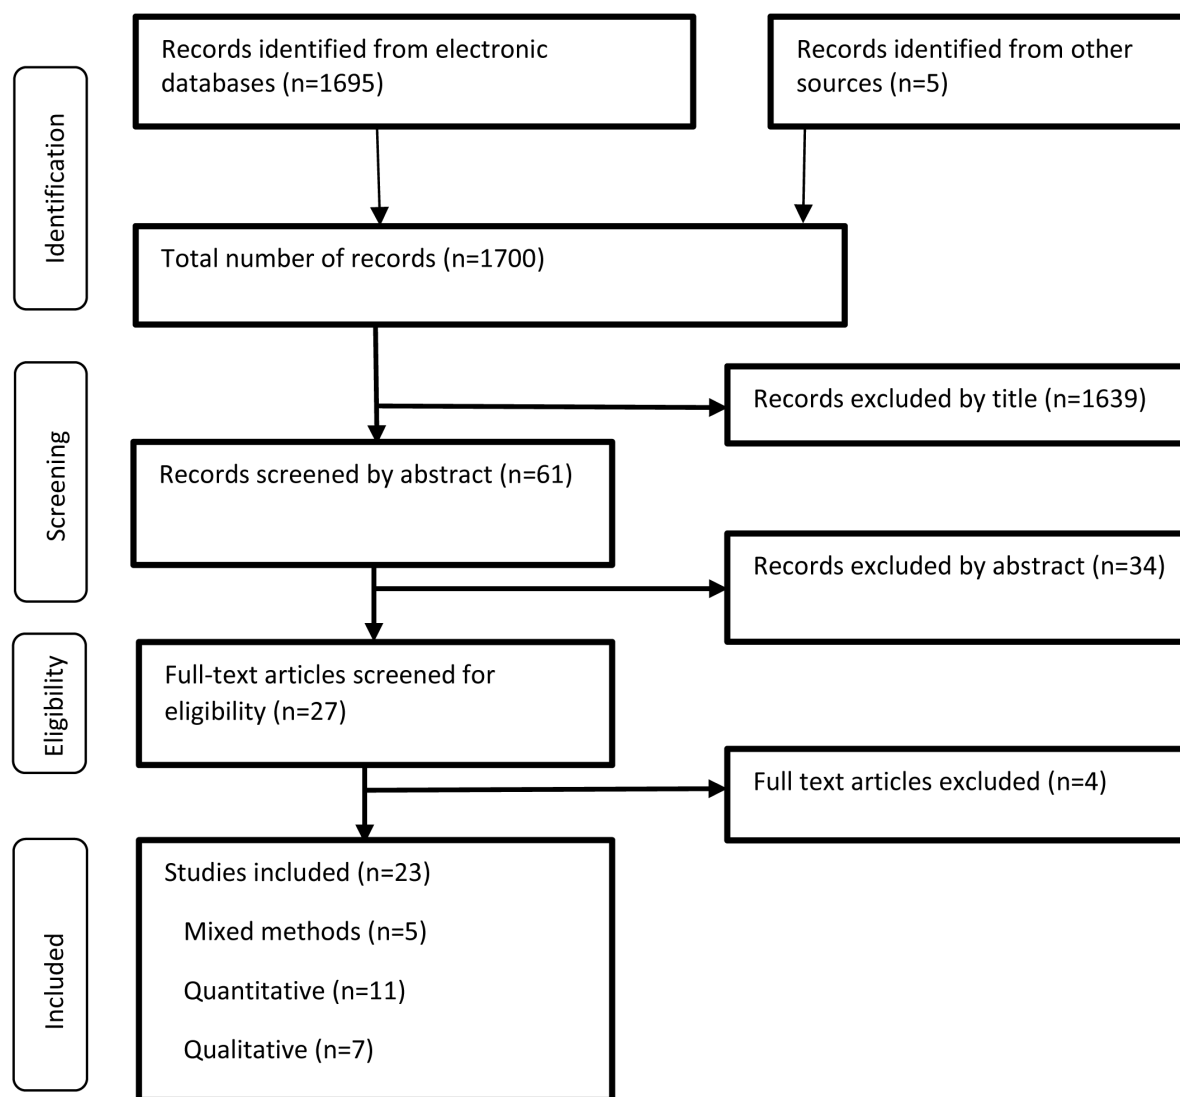 Identification
Records identified from electronic
databases (n=1695)
Records identified from other
sources (n=5)
Total number of records (n=1700)
Screening
Records excluded by title (n=1639)
Records screened by abstract (n=61)
Records excluded by abstract (n=34)
Eligibility
Full-text articles screened for
eligibility (n=27)
Full text articles excluded (n=4)
Included
Studies included (n=23)
Mixed methods (n=5)
Quantitative (n=11)
Qualitative (n=7)